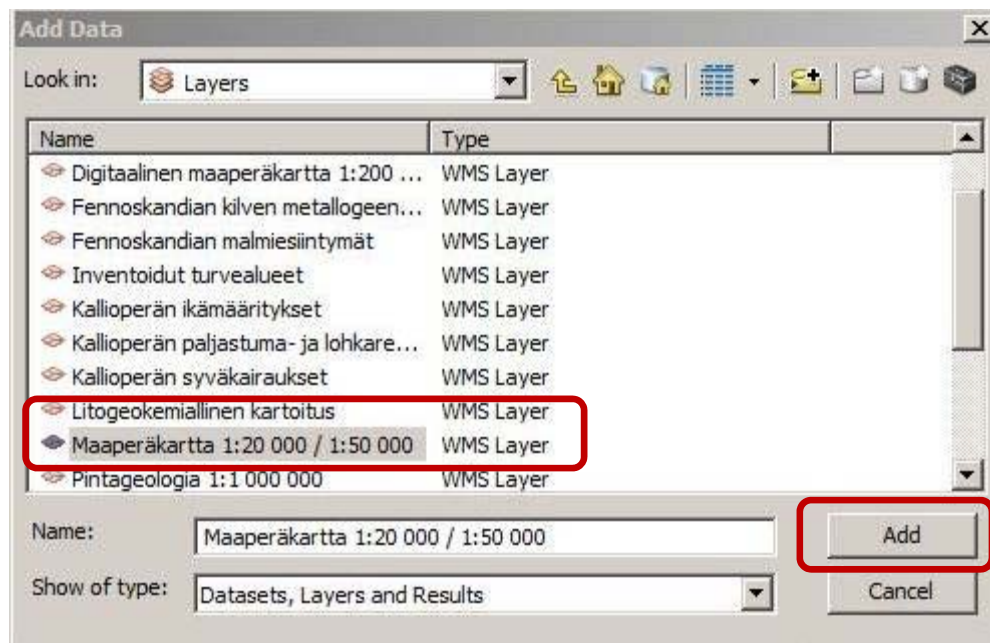 Add Data
Look in: Layers
Name Type
Digitaalinen maaperäkartta 1:200 ... WMS Layer
Fennoskandian kilven metallogeen... WMS Layer
Fennoskandian malmiesiintymät WMS Layer
Inventoidut turvealueet WMS Layer
Kallioperän ikämääritykset WMS Layer
Kallioperän paljastuma- ja lohkare... WMS Layer
Kallioperän syväkairaukset WMS Layer
Litogeokemiallinen kartoitus WMS Layer
Maaperäkartta 1:20 000 / 1:50 000 WMS Layer
Pintageologia 1:1 000 000 WMS Layer
Name: Maaperäkartta 1:20 000 / 1:50 000 Add
Show of type: Datasets, Layers and Results Cancel